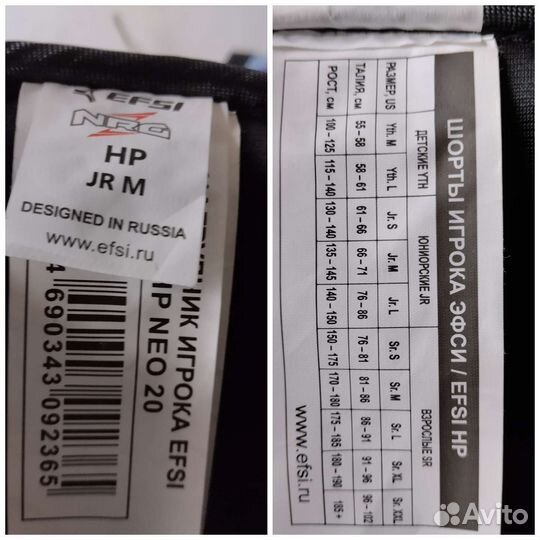 EFSI
NRG
HP
JR M
DESIGNED IN RUSSIA
www.efsi.ru
ИК ИГРОКА EFSI
HP NEO 20
4 690343 092365
ШОРТЫ ИГРОКА ЭФСИ / EFSI HP
ДЕТСКИЕ YTH ЮНИОРСКИЕ JR ВЗРОСЛЫЕ SR
РАЗМЕР, US Yth. M Yth. L Jr. S Jr. M Jr. L Sr. S Sr. M Sr. L Sr. XL Sr. XXL
ТАЛИЯ, см 55 – 58 58 – 61 61 – 66 66 – 71 76 – 86 76 – 81 81 – 86 86 – 91 91 – 96 96 – 102
РОСТ, см 100 – 125 115 – 140 130 – 140 135 – 145 140 – 150 150 – 175 170 – 180 175 – 185 180 – 190 185 +
www.efsi.ru
Avito